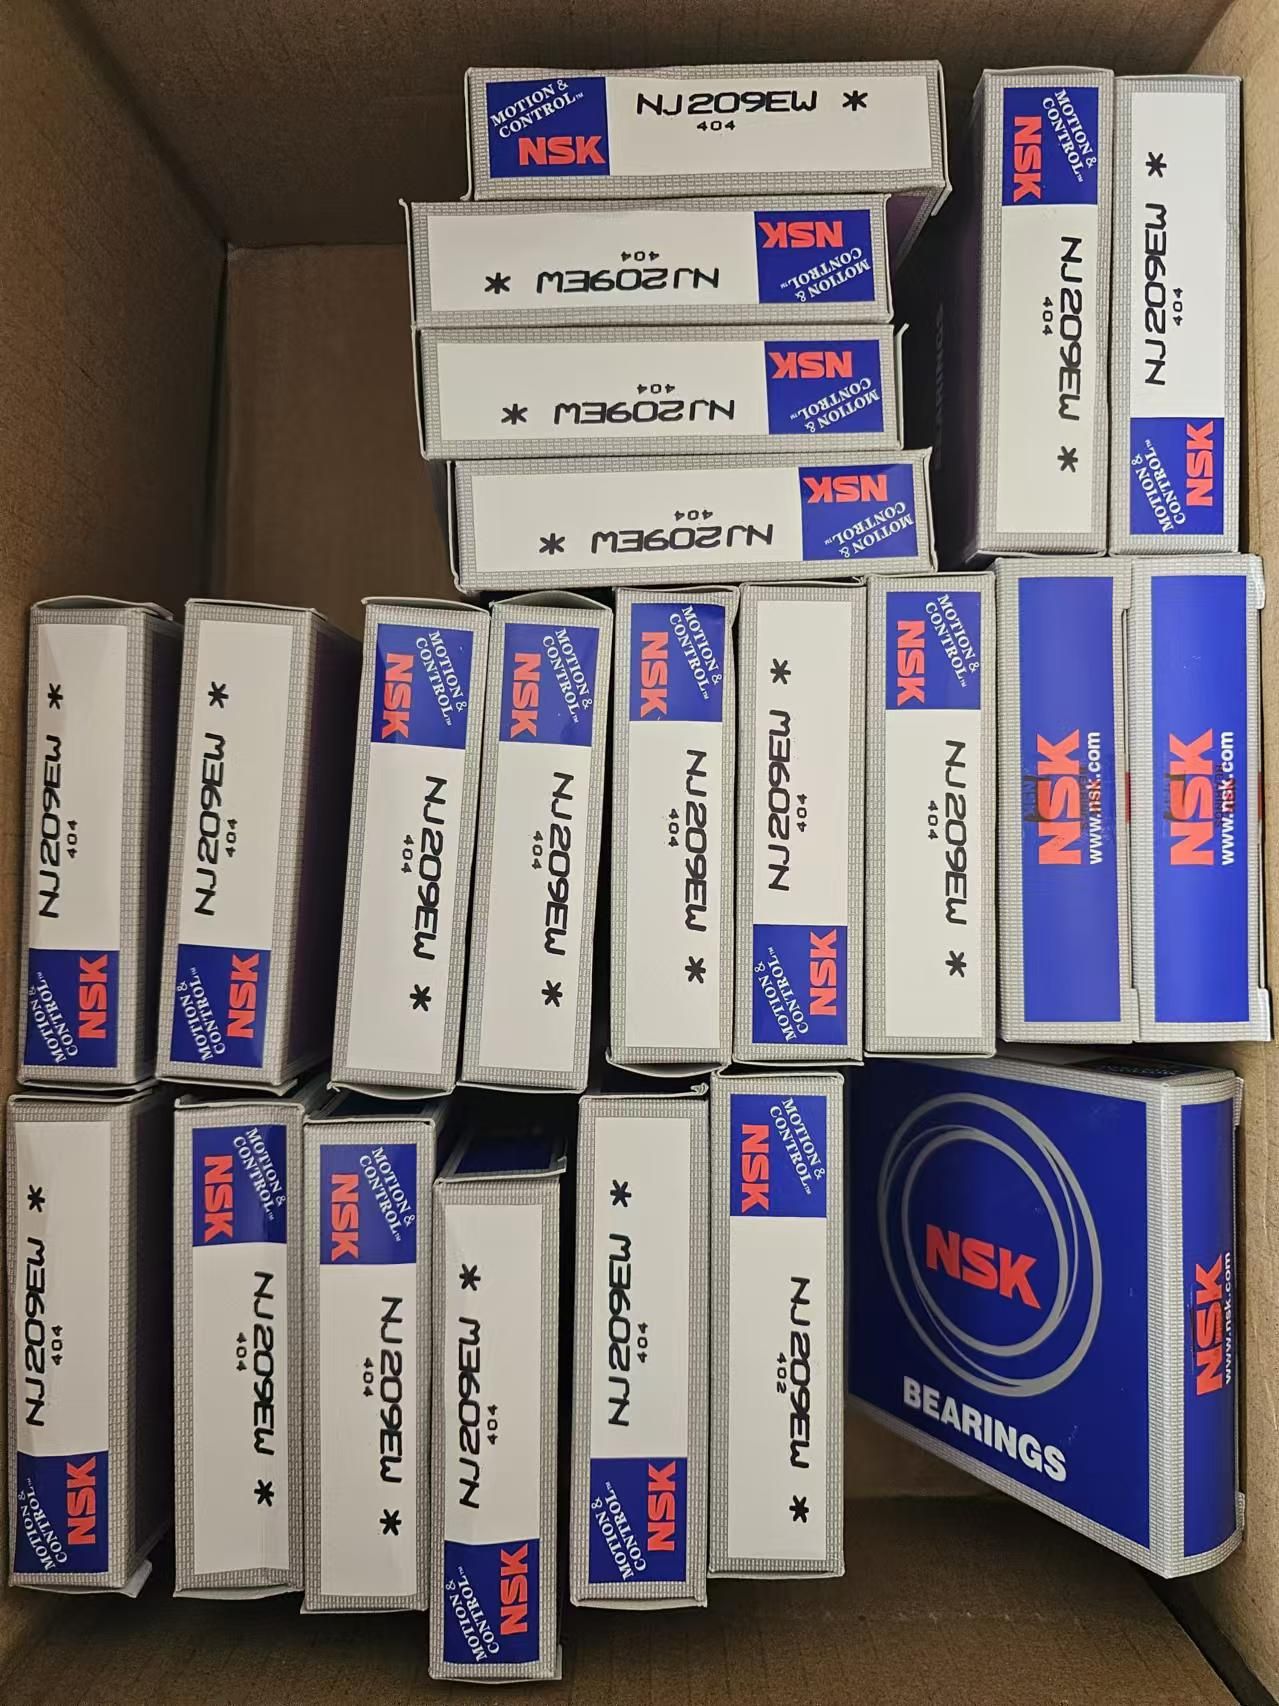 MOTION &
CONTROL™
NSK
NJ209EW *
404
NSK
MOTION &
CONTROL™
NJ209EW *
404
NSK
MOTION &
CONTROL™
NJ209EW *
404
NSK
MOTION &
CONTROL™
NJ209EW *
404
MOTION &
CONTROL™
NSK
NJ209EW *
404
MOTION &
CONTROL™
NSK
NJ209EW *
404
MOTION &
CONTROL™
NSK
NJ209EW *
404
MOTION &
CONTROL™
NSK
NJ209EW *
404
MOTION &
CONTROL™
NSK
NJ209EW *
404
MOTION &
CONTROL™
NSK
NJ209EW *
404
MOTION &
CONTROL™
NSK
NJ209EW *
404
MOTION &
CONTROL™
NSK
NJ209EW *
404
MOTION &
CONTROL™
NSK
NJ209EW *
404
NSK
www.nsk.com
NSK
www.nsk.com
MOTION &
CONTROL™
NSK
NJ209EW *
404
MOTION &
CONTROL™
NSK
NJ209EW *
404
MOTION &
CONTROL™
NSK
NJ209EW *
404
MOTION &
CONTROL™
NSK
NJ209EW *
404
MOTION &
CONTROL™
NSK
NJ209EW *
404
MOTION &
CONTROL™
NSK
NJ209EW *
402
NSK
BEARINGS
NSK
www.nsk.com